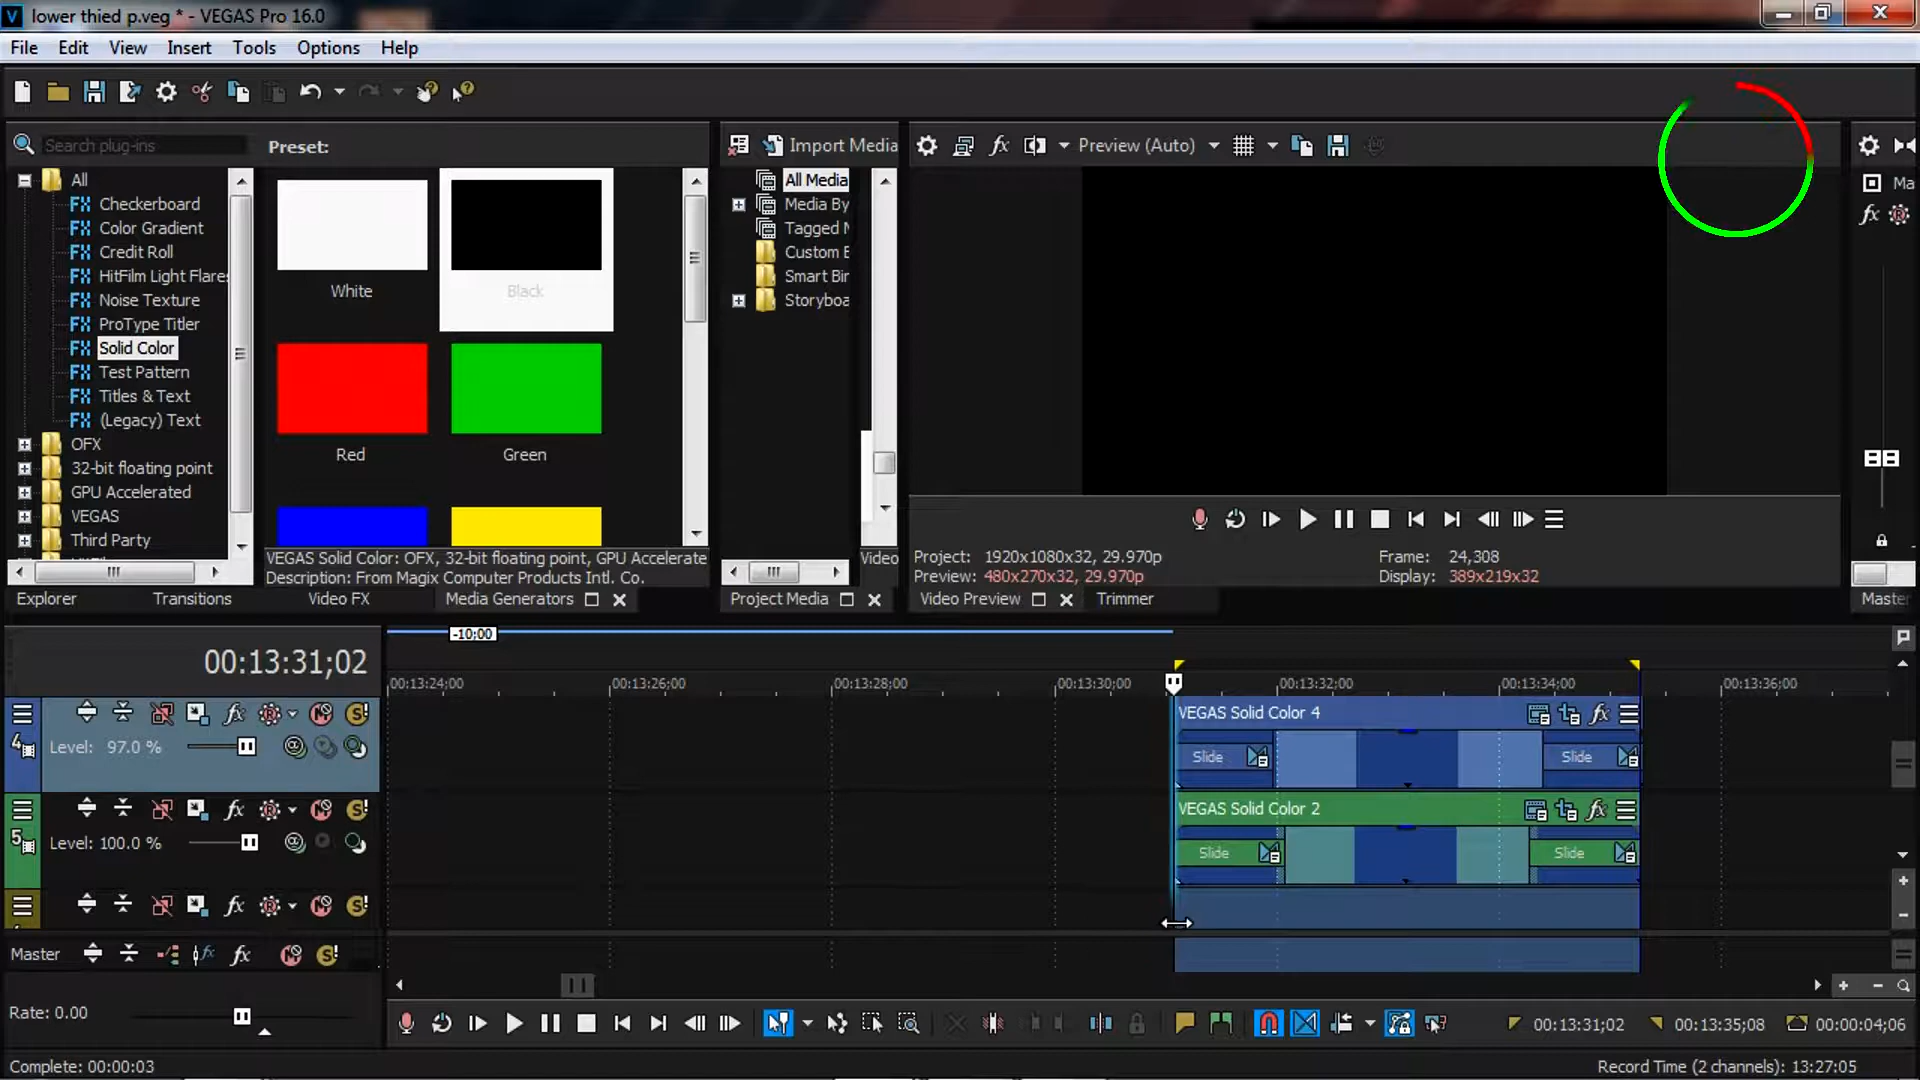 lower thied p.veg * - VEGAS Pro 16.0
File Edit View Insert Tools Options Help
Search plug-ins
Preset:
Import Media
Preview (Auto)
All
Checkerboard
Color Gradient
Credit Roll
HitFilm Light Flares
Noise Texture
ProType Titler
Solid Color
Test Pattern
Titles & Text
(Legacy) Text
OFX
32-bit floating point
GPU Accelerated
VEGAS
Third Party
White
Black
Red
Green
VEGAS Solid Color: OFX, 32-bit floating point, GPU Accelerate
Description: From Magix Computer Products Intl. Co.
All Media
Media By
Tagged M
Custom B
Smart Bin
Storyboa
Video
Ma
Project: 1920x1080x32, 29.970p
Preview: 480x270x32, 29.970p
Frame: 24,308
Display: 389x219x32
Explorer Transitions Video FX Media Generators
Project Media
Video Preview Trimmer
Master
-10;00
00:13:31;02
00:13:24;00 00:13:26;00 00:13:28;00 00:13:30;00 00:13:32;00 00:13:34;00 00:13:36;00
4
Level: 97.0 %
VEGAS Solid Color 4
Slide Slide
5
Level: 100.0 %
VEGAS Solid Color 2
Slide Slide
Master
Rate: 0.00
00:13:31;02 00:13:35;08 00:00:04;06
Complete: 00:00:03
Record Time (2 channels): 13:27:05